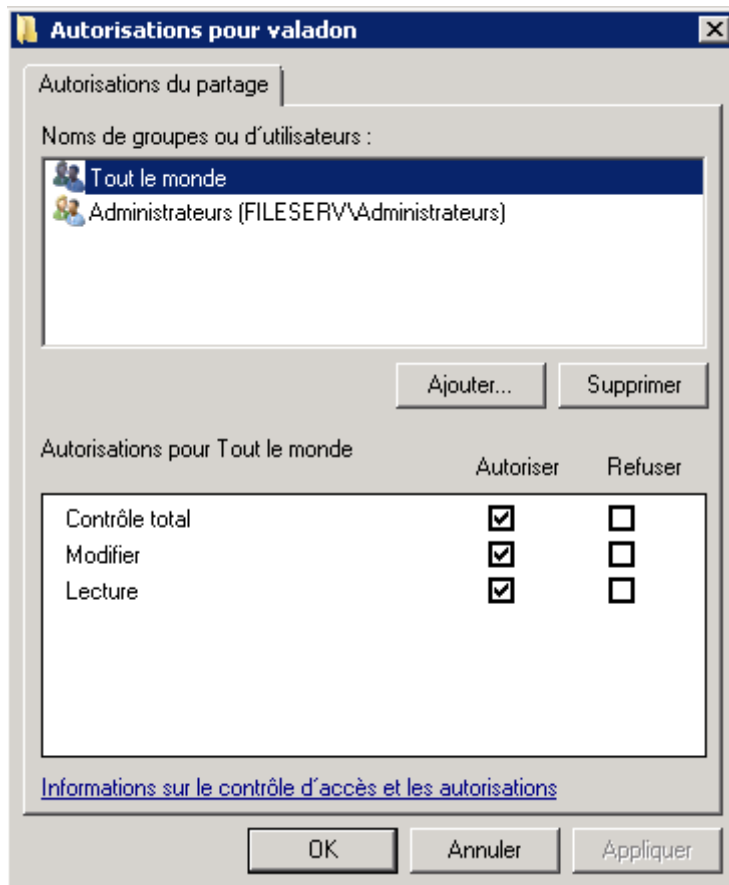 Autorisations pour valadon
Autorisations du partage
Noms de groupes ou d'utilisateurs :
Tout le monde
Administrateurs (FILESERV\Administrateurs)
Ajouter... Supprimer
Autorisations pour Tout le monde Autoriser Refuser
Contrôle total
Modifier
Lecture
Informations sur le contrôle d'accès et les autorisations
OK Annuler Appliquer